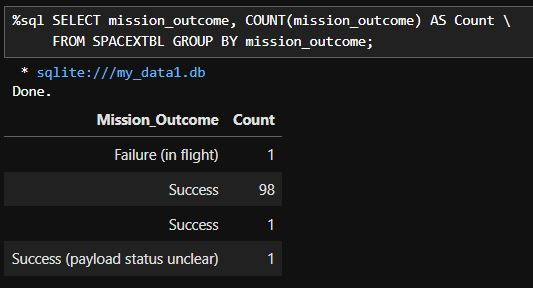 %sql SELECT mission_outcome, COUNT(mission_outcome) AS Count \
FROM SPACEXTBL GROUP BY mission_outcome;
* sqlite:///my_data1.db
Done.
Mission_Outcome Count
Failure (in flight) 1
Success 98
Success 1
Success (payload status unclear) 1